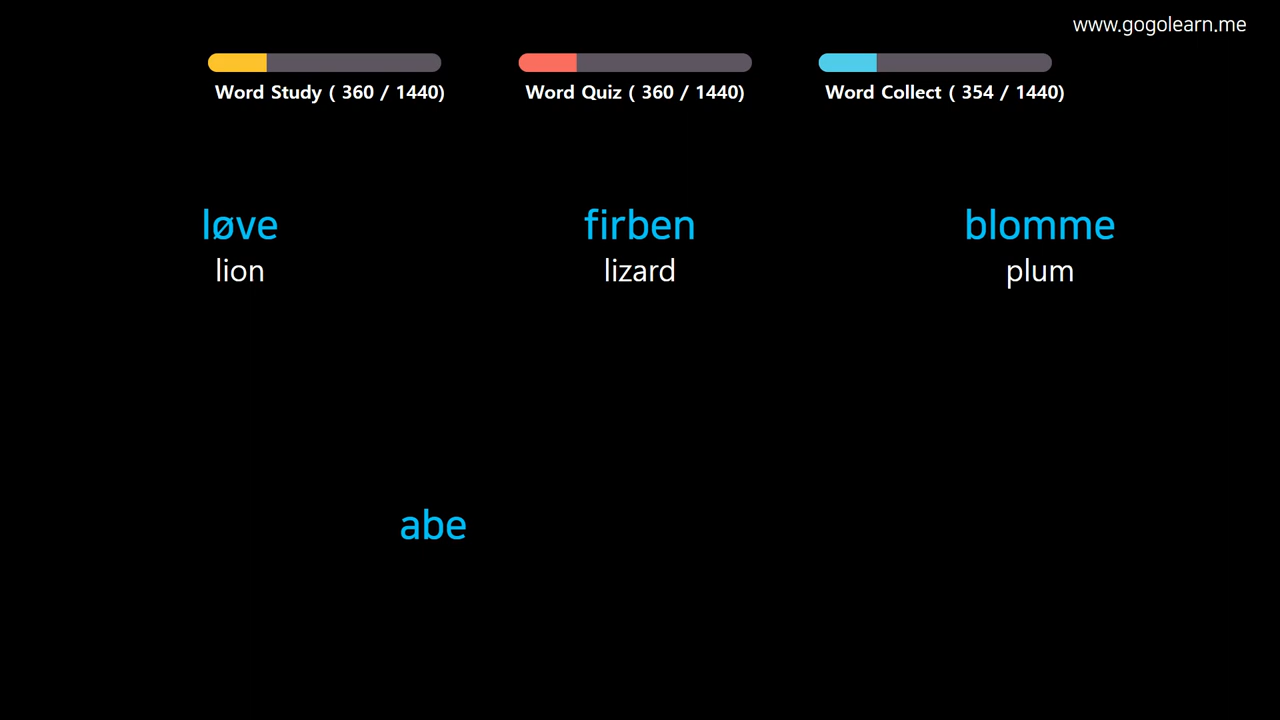 www.gogolearn.me
Word Study ( 360 / 1440)
Word Quiz ( 360 / 1440)
Word Collect ( 354 / 1440)
løve
firben
blomme
lion
lizard
plum
abe